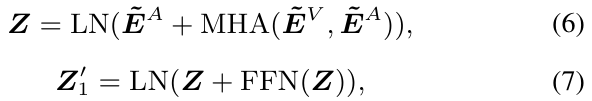 Z = LN(Ẽ^A + MHA(Ẽ^V, Ẽ^A)), (6)
Z′_1 = LN(Z + FFN(Z)), (7)